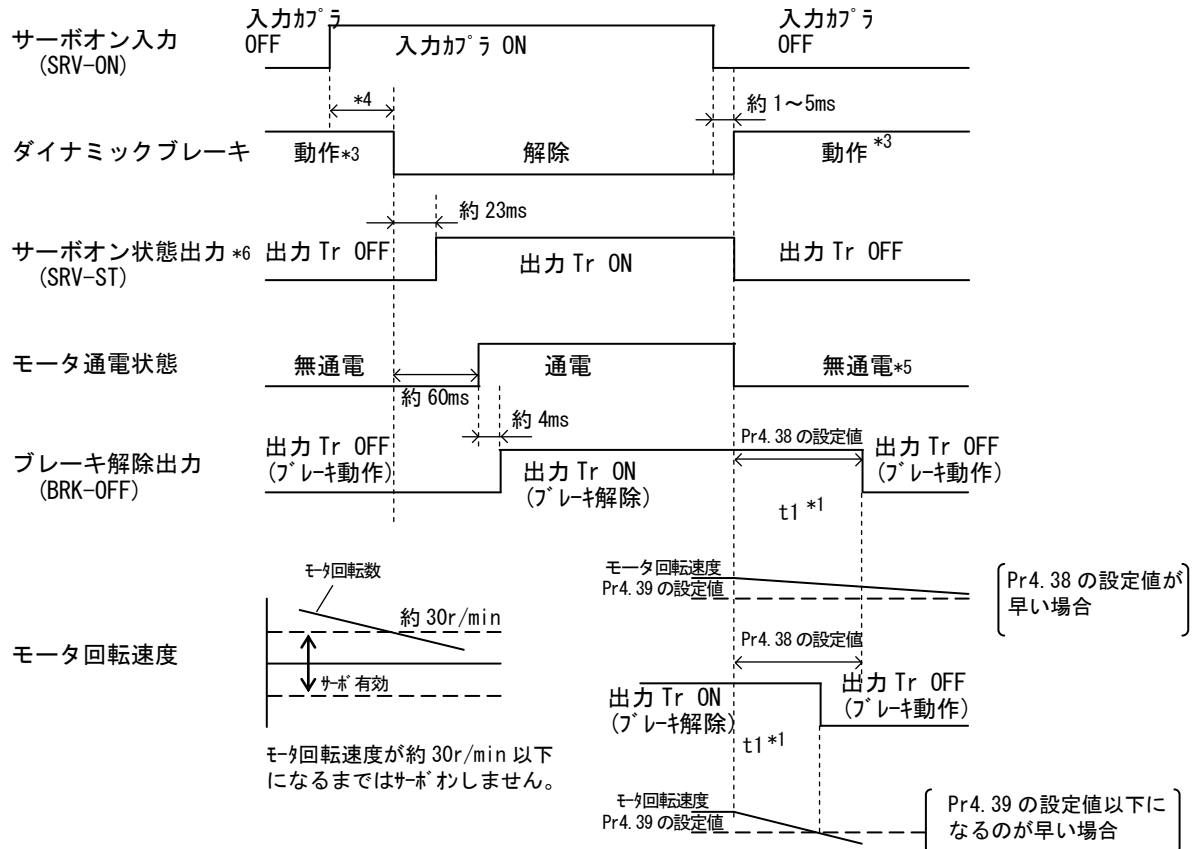 サーボオン入力
(SRV-ON)
入力ｶﾌﾟﾗ
OFF
入力ｶﾌﾟﾗ ON
入力ｶﾌﾟﾗ
OFF
*4
約 1～5ms
ダイナミックブレーキ
動作*3
解除
動作*3
約 23ms
サーボオン状態出力*6
(SRV-ST)
出力 Tr OFF
出力 Tr ON
出力 Tr OFF
モータ通電状態
無通電
通電
無通電*5
約 60ms
約 4ms
ブレーキ解除出力
(BRK-OFF)
出力 Tr OFF
(ﾌﾞﾚｰｷ動作)
出力 Tr ON
(ﾌﾞﾚｰｷ解除)
Pr4.38 の設定値
t1 *1
出力 Tr OFF
(ﾌﾞﾚｰｷ動作)
モータ回転速度
Pr4.39 の設定値
Pr4.38 の設定値が
早い場合
モータ回転速度
ﾓｰﾀ回転数
約 30r/min
ｻｰﾎﾞ有効
ﾓｰﾀ回転速度が約 30r/min 以下
になるまではｻｰﾎﾞｵﾝしません。
Pr4.38 の設定値
出力 Tr ON
(ﾌﾞﾚｰｷ解除)
出力 Tr OFF
(ﾌﾞﾚｰｷ動作)
t1 *1
ﾓｰﾀ回転速度
Pr4.39 の設定値
Pr4.39 の設定値以下に
なるのが早い場合